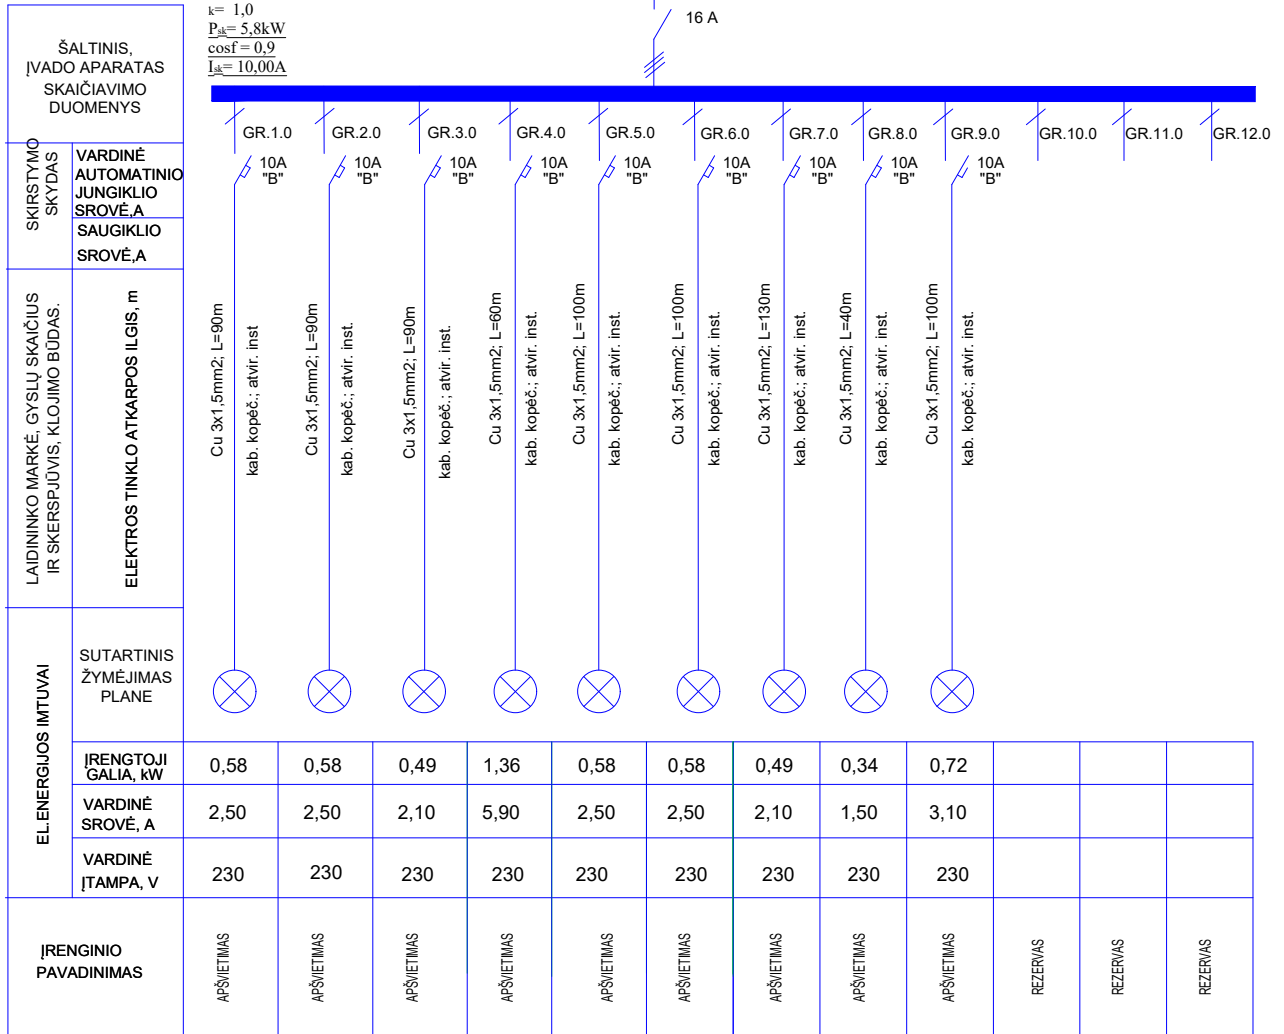 k= 1,0
Psk= 5,8kW
cosf = 0,9
Isk= 10,00A
16 A
ŠALTINIS,
ĮVADO APARATAS
SKAIČIAVIMO
DUOMENYS
GR.1.0
GR.2.0
GR.3.0
GR.4.0
GR.5.0
GR.6.0
GR.7.0
GR.8.0
GR.9.0
GR.10.0
GR.11.0
GR.12.0
SKIRSTYMO
SKYDAS
VARDINĖ
AUTOMATINIO
JUNGIKLIO
SROVĖ,A
10A
"B"
10A
"B"
10A
"B"
10A
"B"
10A
"B"
10A
"B"
10A
"B"
10A
"B"
10A
"B"
SAUGIKLIO
SROVĖ,A
LAIDININKO MARKĖ, GYSLŲ SKAIČIUS
IR SKERSPJŪVIS, KLOJIMO BŪDAS.
ELEKTROS TINKLO ATKARPOS ILGIS, m
Cu 3x1,5mm2; L=90m
kab. kopėč.; atvir. inst
Cu 3x1,5mm2; L=90m
kab. kopėč.; atvir. inst.
Cu 3x1,5mm2; L=90m
kab. kopėč.; atvir. inst.
Cu 3x1,5mm2; L=60m
kab. kopėč.; atvir. inst.
Cu 3x1,5mm2; L=100m
kab. kopėč.; atvir. inst.
Cu 3x1,5mm2; L=100m
kab. kopėč.; atvir. inst.
Cu 3x1,5mm2; L=130m
kab. kopėč.; atvir. inst.
Cu 3x1,5mm2; L=40m
kab. kopėč.; atvir. inst.
Cu 3x1,5mm2; L=100m
kab. kopėč.; atvir. inst.
EL.ENERGIJOS IMTUVAI
SUTARTINIS
ŽYMĖJIMAS
PLANE
ĮRENGTOJI
GALIA, kW
0,58
0,58
0,49
1,36
0,58
0,58
0,49
0,34
0,72
VARDINĖ
SROVĖ, A
2,50
2,50
2,10
5,90
2,50
2,50
2,10
1,50
3,10
VARDINĖ
ĮTAMPA, V
230
230
230
230
230
230
230
230
230
ĮRENGINIO
PAVADINIMAS
APŠVIETIMAS
APŠVIETIMAS
APŠVIETIMAS
APŠVIETIMAS
APŠVIETIMAS
APŠVIETIMAS
APŠVIETIMAS
APŠVIETIMAS
APŠVIETIMAS
REZERVAS
REZERVAS
REZERVAS